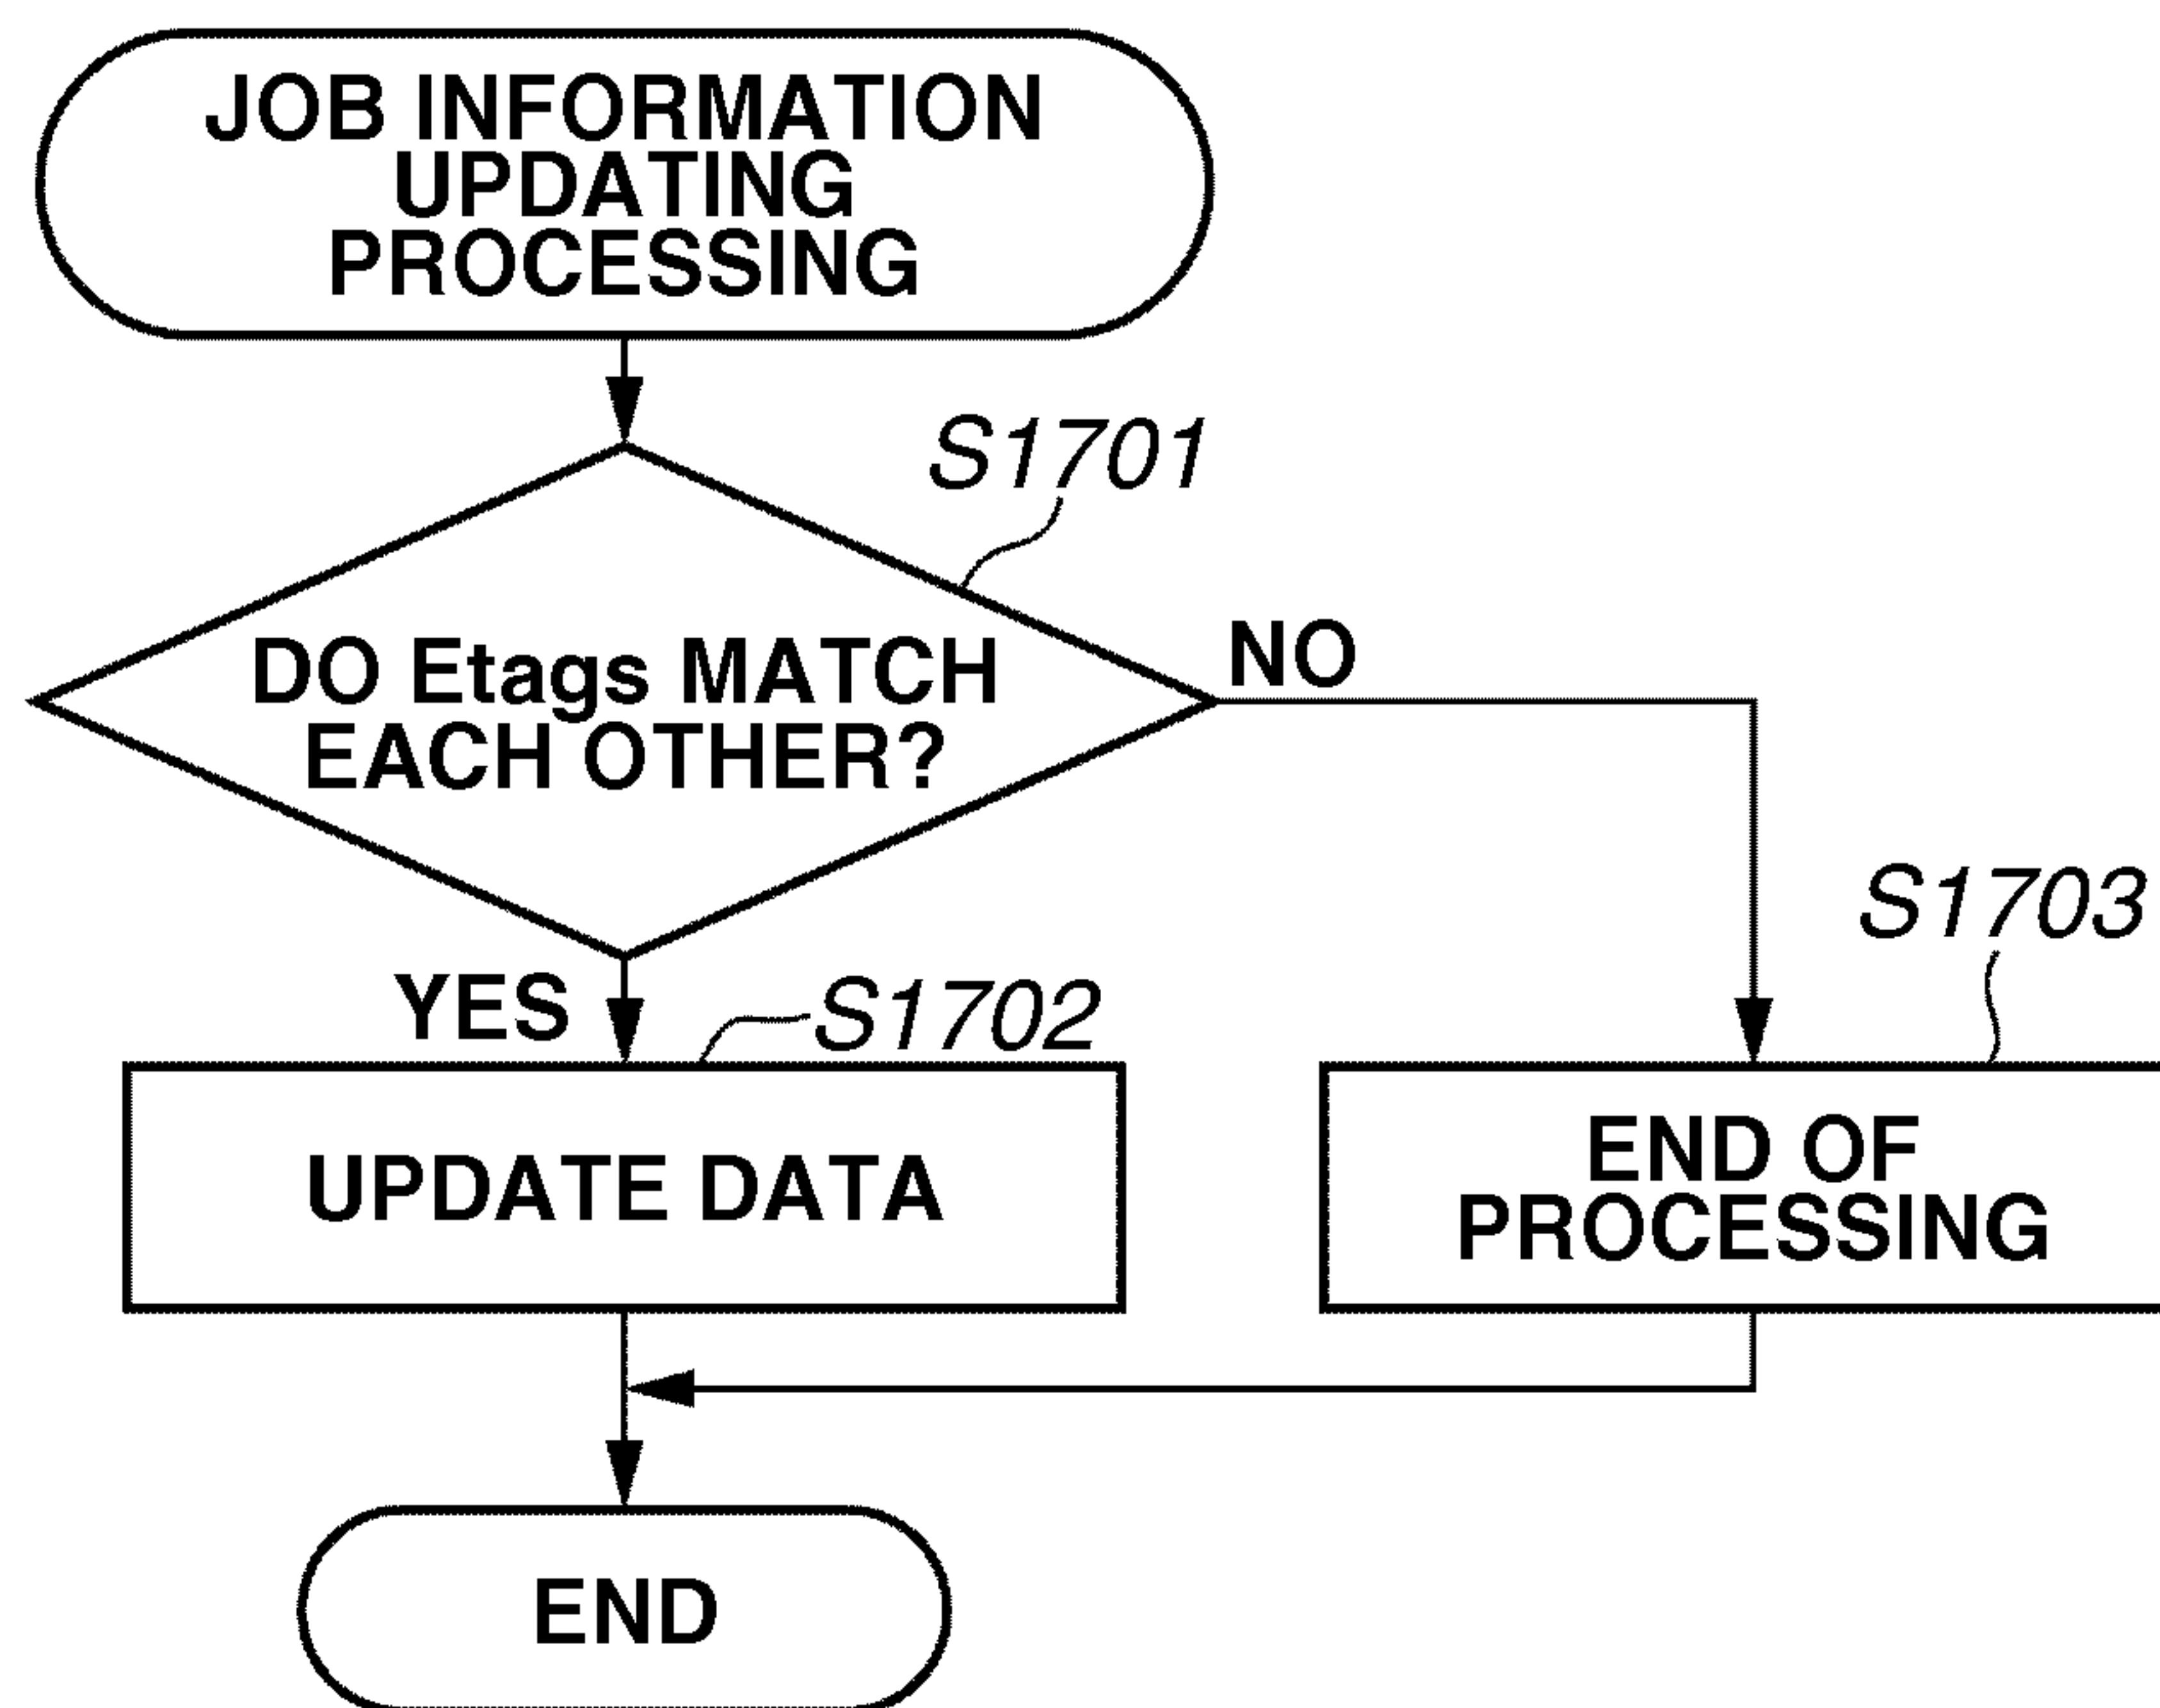 JOB INFORMATION
UPDATING
PROCESSING
S1701
DO Etags MATCH
EACH OTHER?
NO
YES
S1702
S1703
UPDATE DATA
END OF
PROCESSING
END